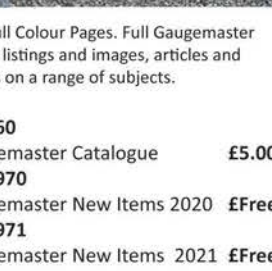 ll Colour Pages. Full Gaugemaster
listings and images, articles and
on a range of subjects.
50
emaster Catalogue £5.00
970
emaster New Items 2020 £Free
971
emaster New Items 2021 £Free